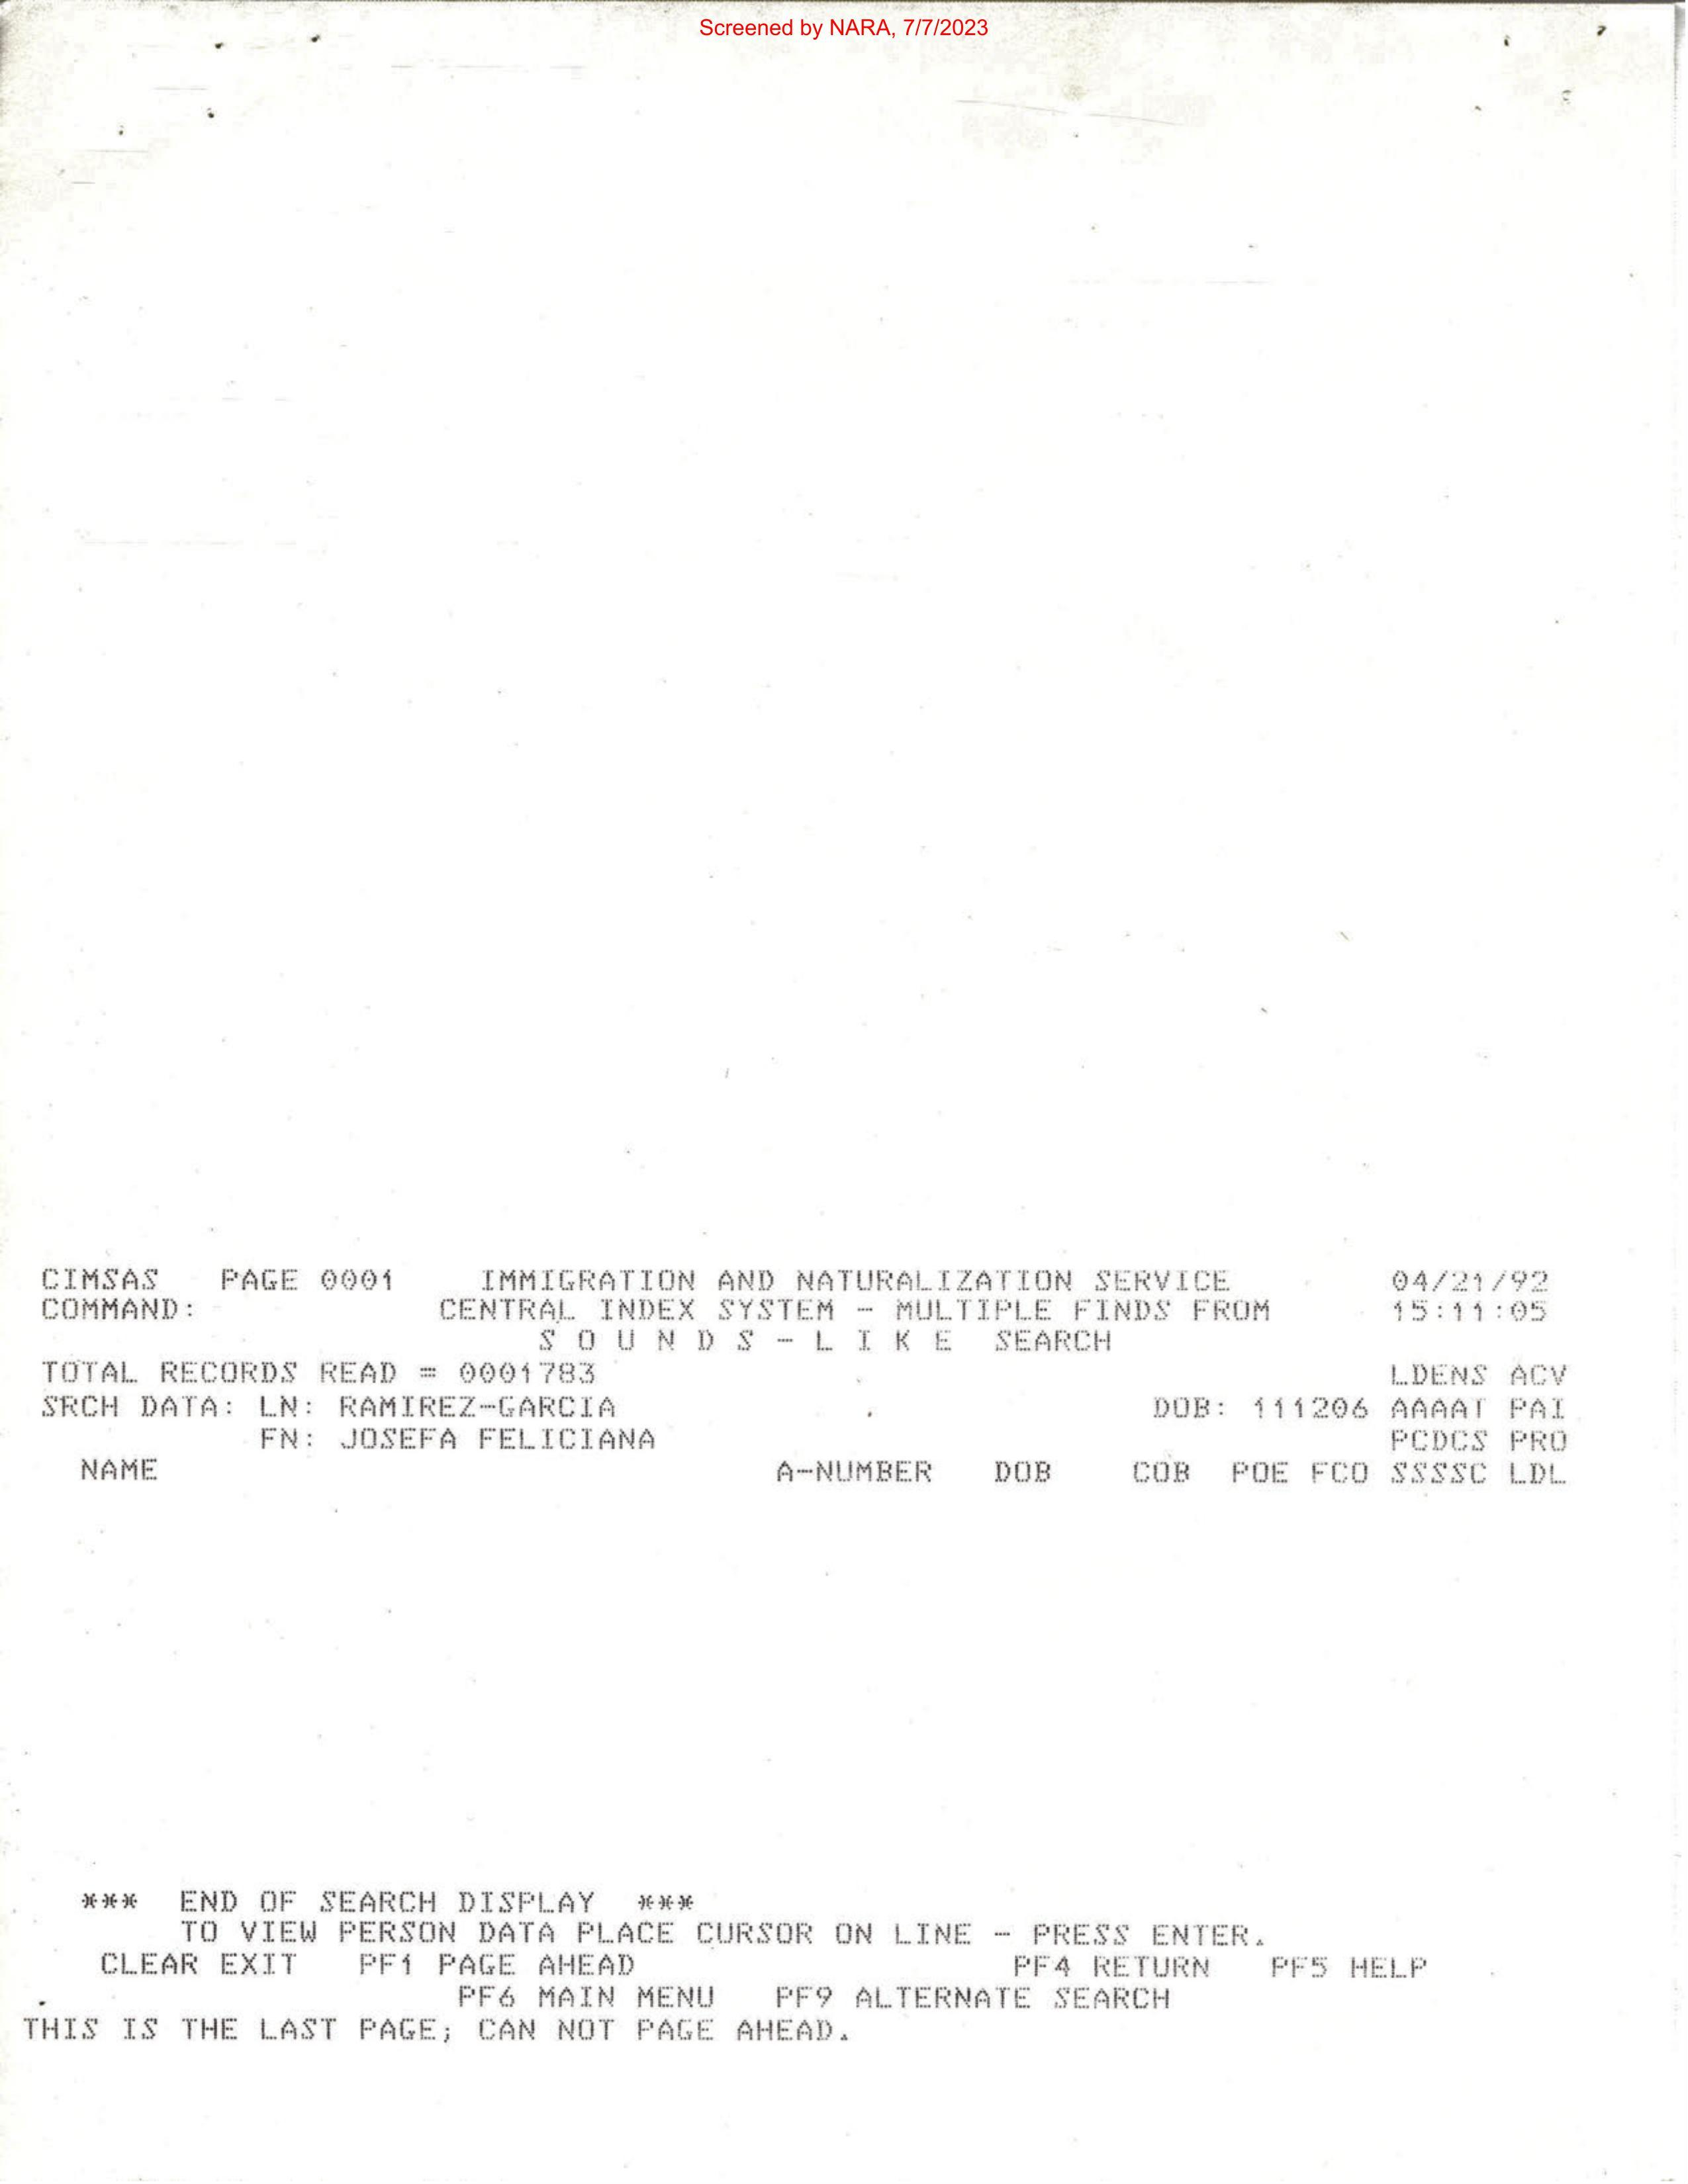 Screened by NARA, 7/7/2023
CIMSAS PAGE 0001 IMMIGRATION AND NATURALIZATION SERVICE 04/21/92
COMMAND: CENTRAL INDEX SYSTEM - MULTIPLE FINDS FROM 15:11:05
S O U N D S - L I K E SEARCH
TOTAL RECORDS READ = 0001783 LDENS ACV
SRCH DATA: LN: RAMIREZ-GARCIA DOB: 111206 AAAAT PAI
FN: JOSEFA FELICIANA PCDCS PRO
NAME A-NUMBER DOB COB POE FCO SSSSC LDL
*** END OF SEARCH DISPLAY ***
TO VIEW PERSON DATA PLACE CURSOR ON LINE - PRESS ENTER.
CLEAR EXIT PF1 PAGE AHEAD PF4 RETURN PF5 HELP
PF6 MAIN MENU PF9 ALTERNATE SEARCH
THIS IS THE LAST PAGE; CAN NOT PAGE AHEAD.